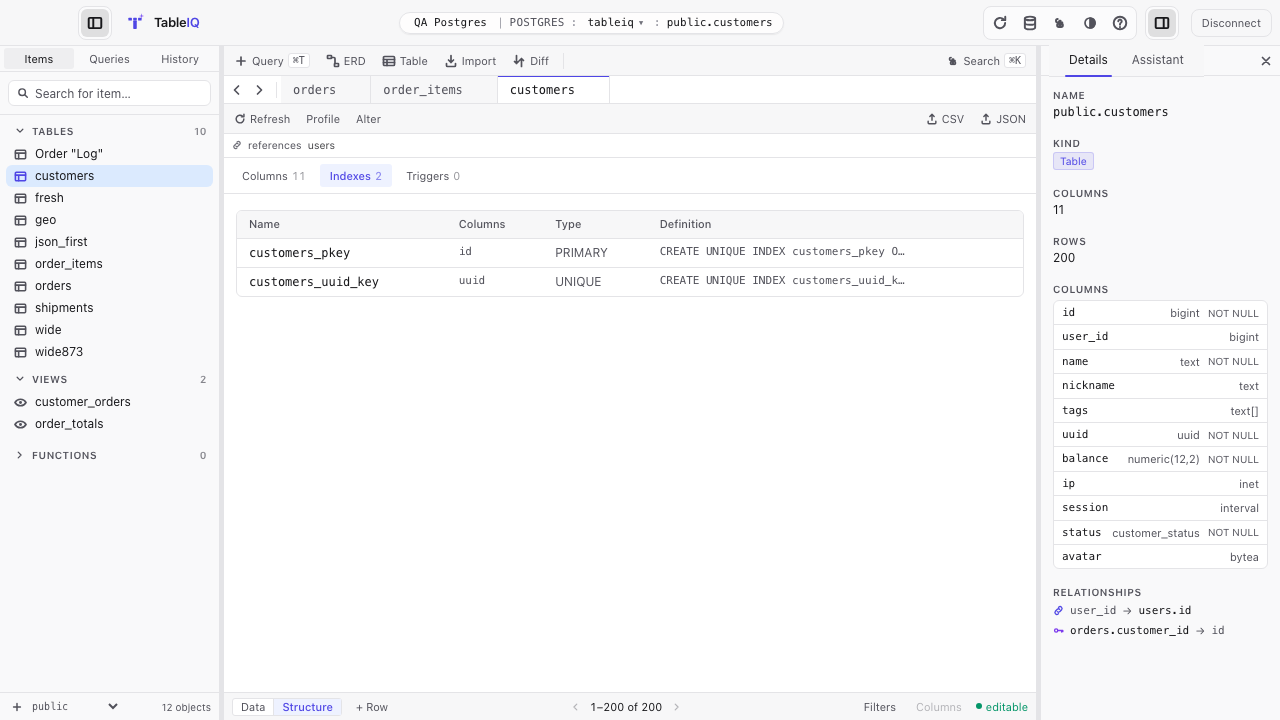 TableIQ
QA Postgres | POSTGRES : tableiq ▾ : public.customers
Disconnect
Items Queries History
Search for item...
TABLES 10
Order "Log"
customers
fresh
geo
json_first
order_items
orders
shipments
wide
wide873
VIEWS 2
customer_orders
order_totals
FUNCTIONS 0
+ public 12 objects
+ Query ⌘T ERD Table Import Diff Search ⌘K
orders order_items customers
Refresh Profile Alter CSV JSON
references users
Columns 11 Indexes 2 Triggers 0
Name Columns Type Definition
customers_pkey id PRIMARY CREATE UNIQUE INDEX customers_pkey O…
customers_uuid_key uuid UNIQUE CREATE UNIQUE INDEX customers_uuid_k…
Data Structure + Row 1–200 of 200 Filters Columns editable
Details Assistant
NAME
public.customers
KIND
Table
COLUMNS
11
ROWS
200
COLUMNS
id bigint NOT NULL
user_id bigint
name text NOT NULL
nickname text
tags text[]
uuid uuid NOT NULL
balance numeric(12,2) NOT NULL
ip inet
session interval
status customer_status NOT NULL
avatar bytea
RELATIONSHIPS
user_id → users.id
orders.customer_id → id